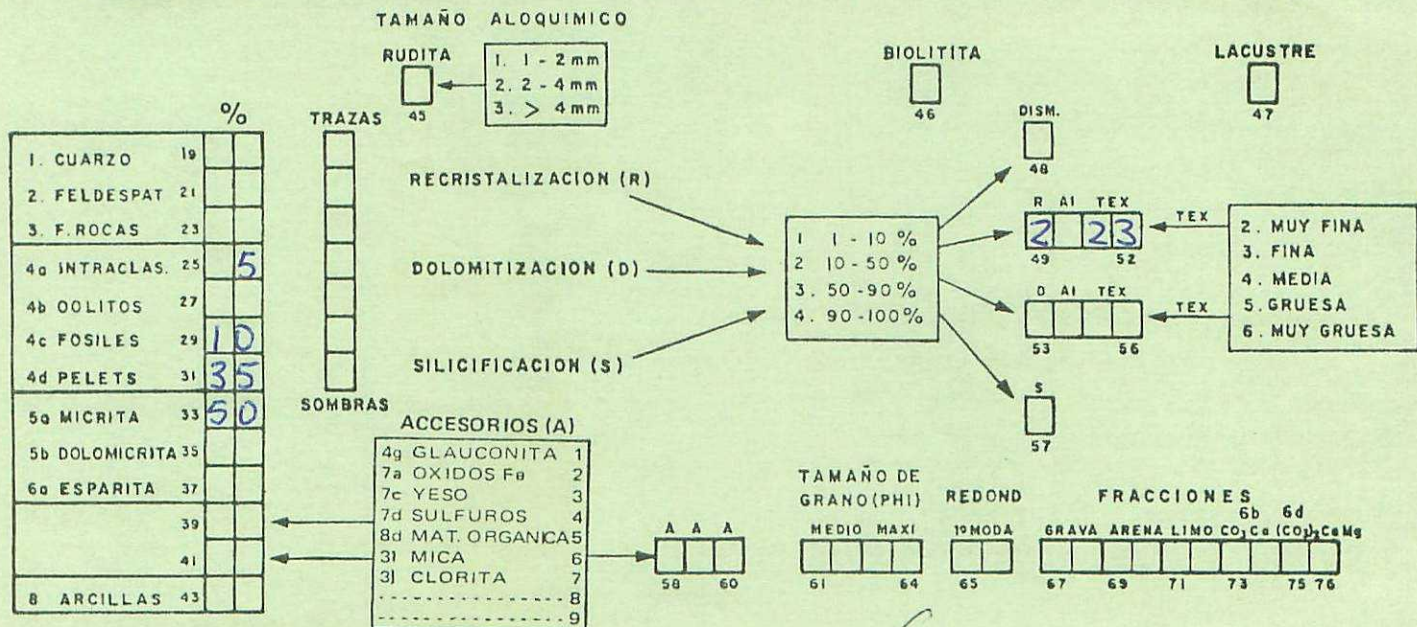 TAMAÑO ALOQUIMICO
RUDITA
45
1. 1 - 2 mm
2. 2 - 4 mm
3. > 4 mm
BIOLITITA
46
LACUSTRE
47
%
TRAZAS
1. CUARZO 19
2. FELDESPAT 21
3. F. ROCAS 23
4a INTRACLAS. 25 5
4b OOLITOS 27
4c FOSILES 29 10
4d PELETS 31 35
5a MICRITA 33 50
5b DOLOMICRITA 35
6a ESPARITA 37
39
41
8 ARCILLAS 43
SOMBRAS
RECRISTALIZACION (R)
DOLOMITIZACION (D)
SILICIFICACION (S)
1 1 - 10 %
2 10 - 50 %
3. 50 - 90 %
4. 90 - 100 %
DISM.
48
R AI TEX
2 23
49 52
TEX
D AI TEX
53 56
TEX
2. MUY FINA
3. FINA
4. MEDIA
5. GRUESA
6. MUY GRUESA
S
57
ACCESORIOS (A)
4g GLAUCONITA 1
7a OXIDOS Fe 2
7c YESO 3
7d SULFUROS 4
8d MAT. ORGANICA 5
3I MICA 6
3J CLORITA 7
- - - - - - - - - - - - - - - - 8
- - - - - - - - - - - - - - - - 9
A A A
58 60
TAMAÑO DE
GRANO (PHI)
MEDIO MAXI
61 64
REDOND
1ª MODA
65
FRACCIONES
6b 6d
GRAVA ARENA LIMO CO3Ca (CO3)2CaMg
67 69 71 73 75 76